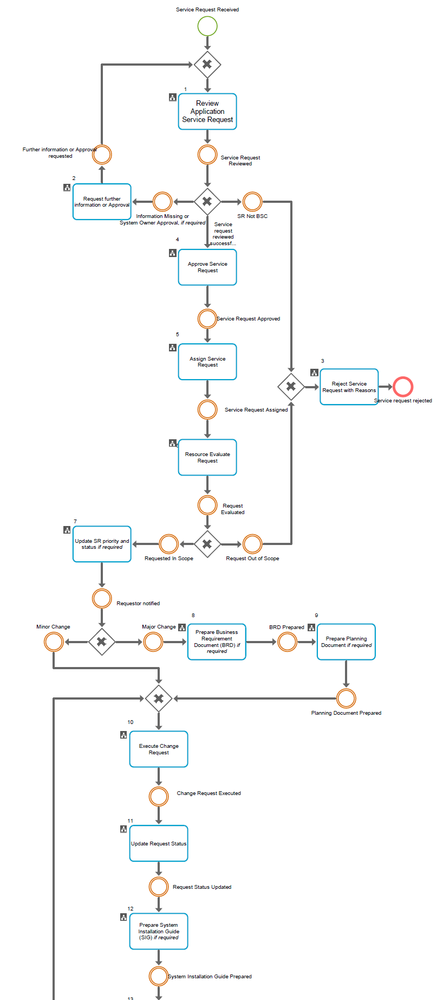 Service Request Received
1
Review
Application
Service Request
Further information or Approval
requested
Service Request
Reviewed
2
Request further
information or Approval
Information Missing or
System Owner Approval, if required
SR Not BSC
Service
request
reviewed
successf...
4
Approve Service
Request
Service Request Approved
5
Assign Service
Request
3
Reject Service
Request with Reasons
Service request rejected
Service Request Assigned
6
Resource Evaluate
Request
Request
Evaluated
7
Update SR priority and
status if required
Requested In Scope
Request Out of Scope
Requestor notified
Minor Change
Major Change
8
Prepare Business
Requirement
Document (BRD) if
required
BRD Prepared
9
Prepare Planning
Document if required
Planning Document Prepared
10
Execute Change
Request
Change Request Executed
11
Update Request Status
Request Status Updated
12
Prepare System
Installation Guide
(SIG) if required
System Installation Guide Prepared
13